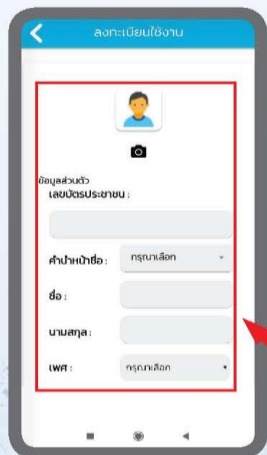 ลงทะเบียนใช้งาน
ข้อมูลส่วนตัว
เลขบัตรประชาชน :
คำนำหน้าชื่อ : กรุณาเลือก
ชื่อ :
นามสกุล :
เพศ : กรุณาเลือก